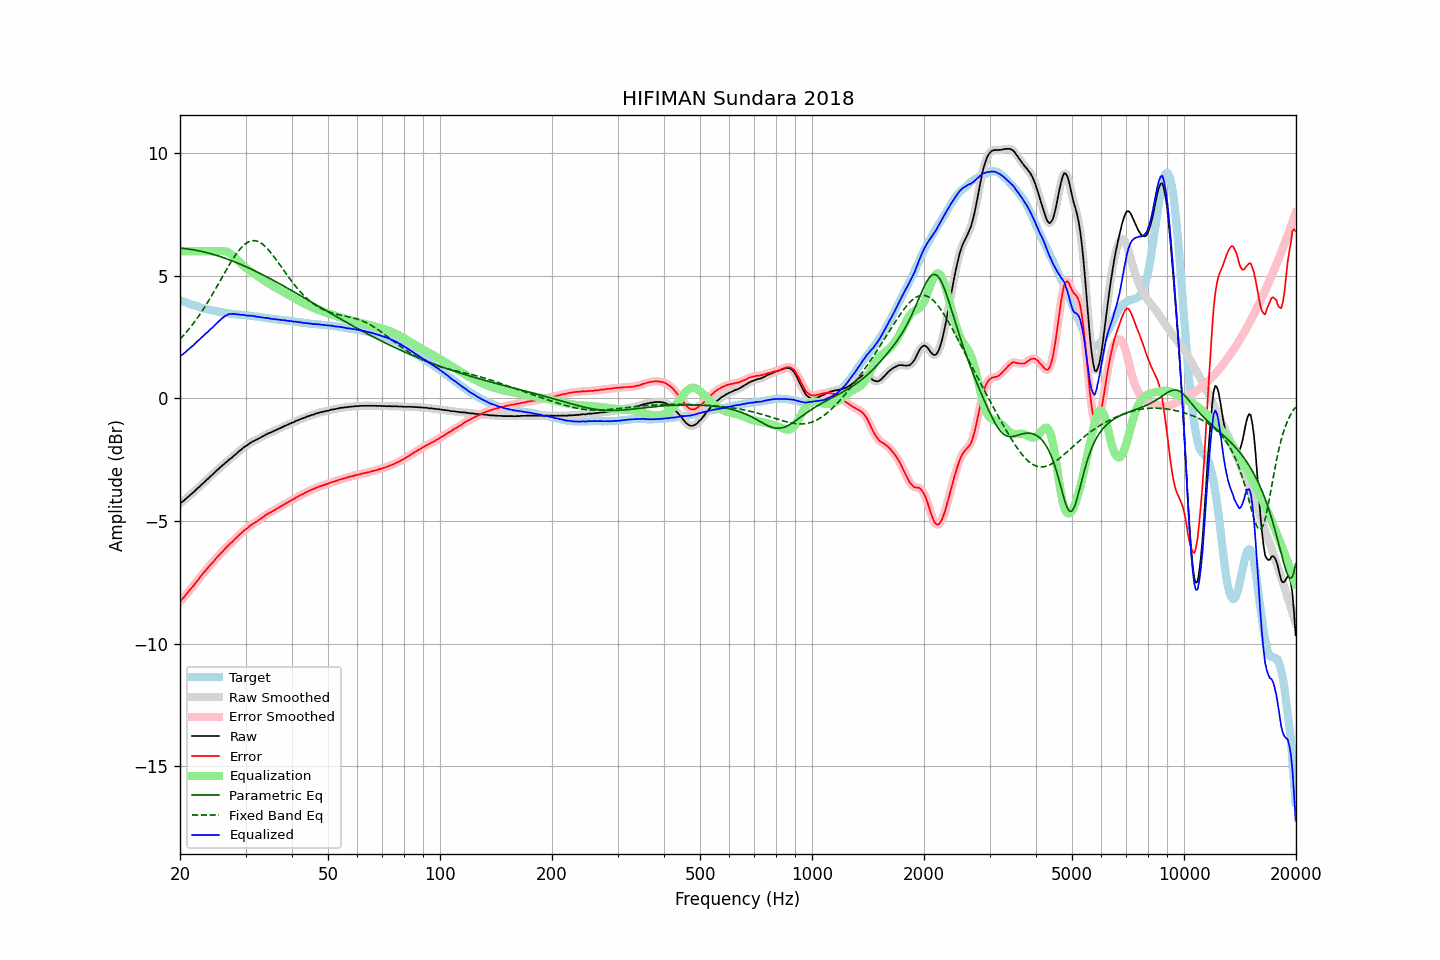 HIFIMAN Sundara 2018
Amplitude (dBr)
10
5
0
−5
−10
−15
Target
Raw Smoothed
Error Smoothed
Raw
Error
Equalization
Parametric Eq
Fixed Band Eq
Equalized
20
50
100
200
500
1000
2000
5000
10000
20000
Frequency (Hz)